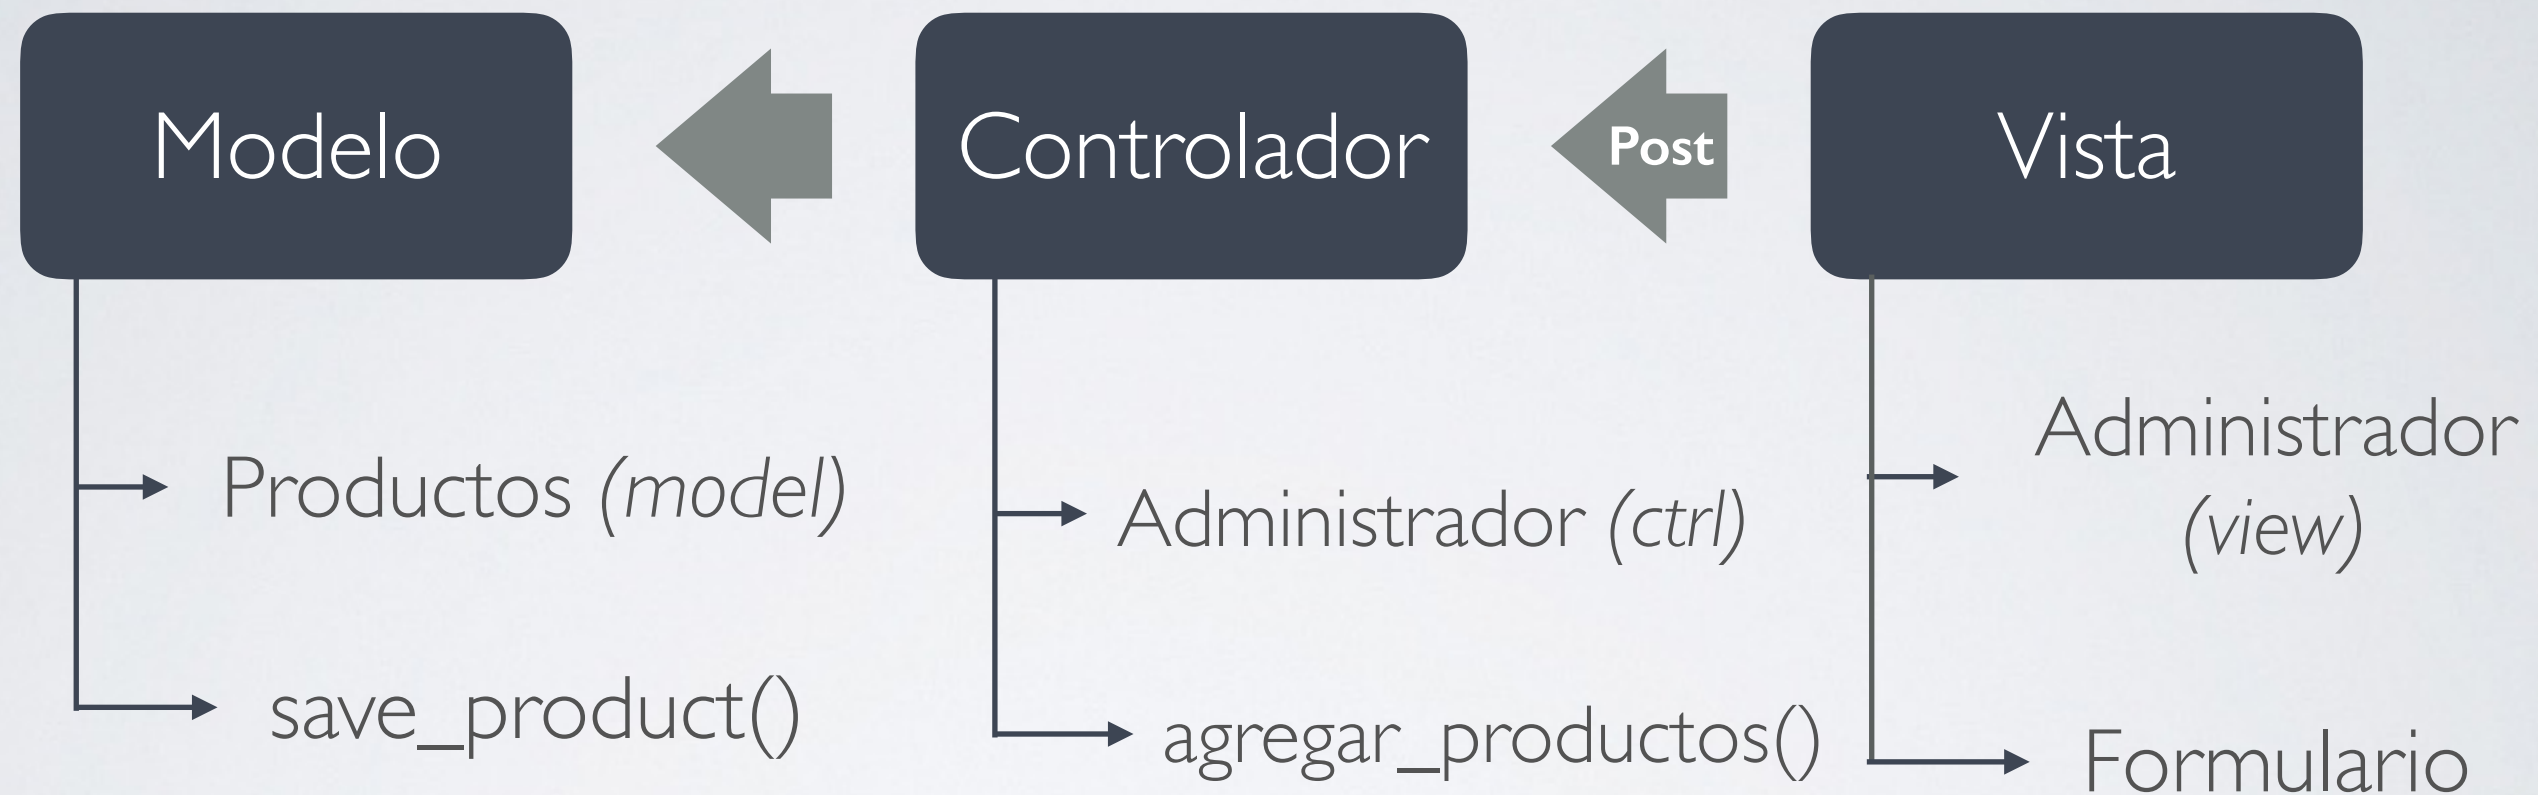 Modelo
Controlador
Post
Vista
Productos (model)
save_product()
Administrador (ctrl)
agregar_productos()
Administrador
(view)
Formulario